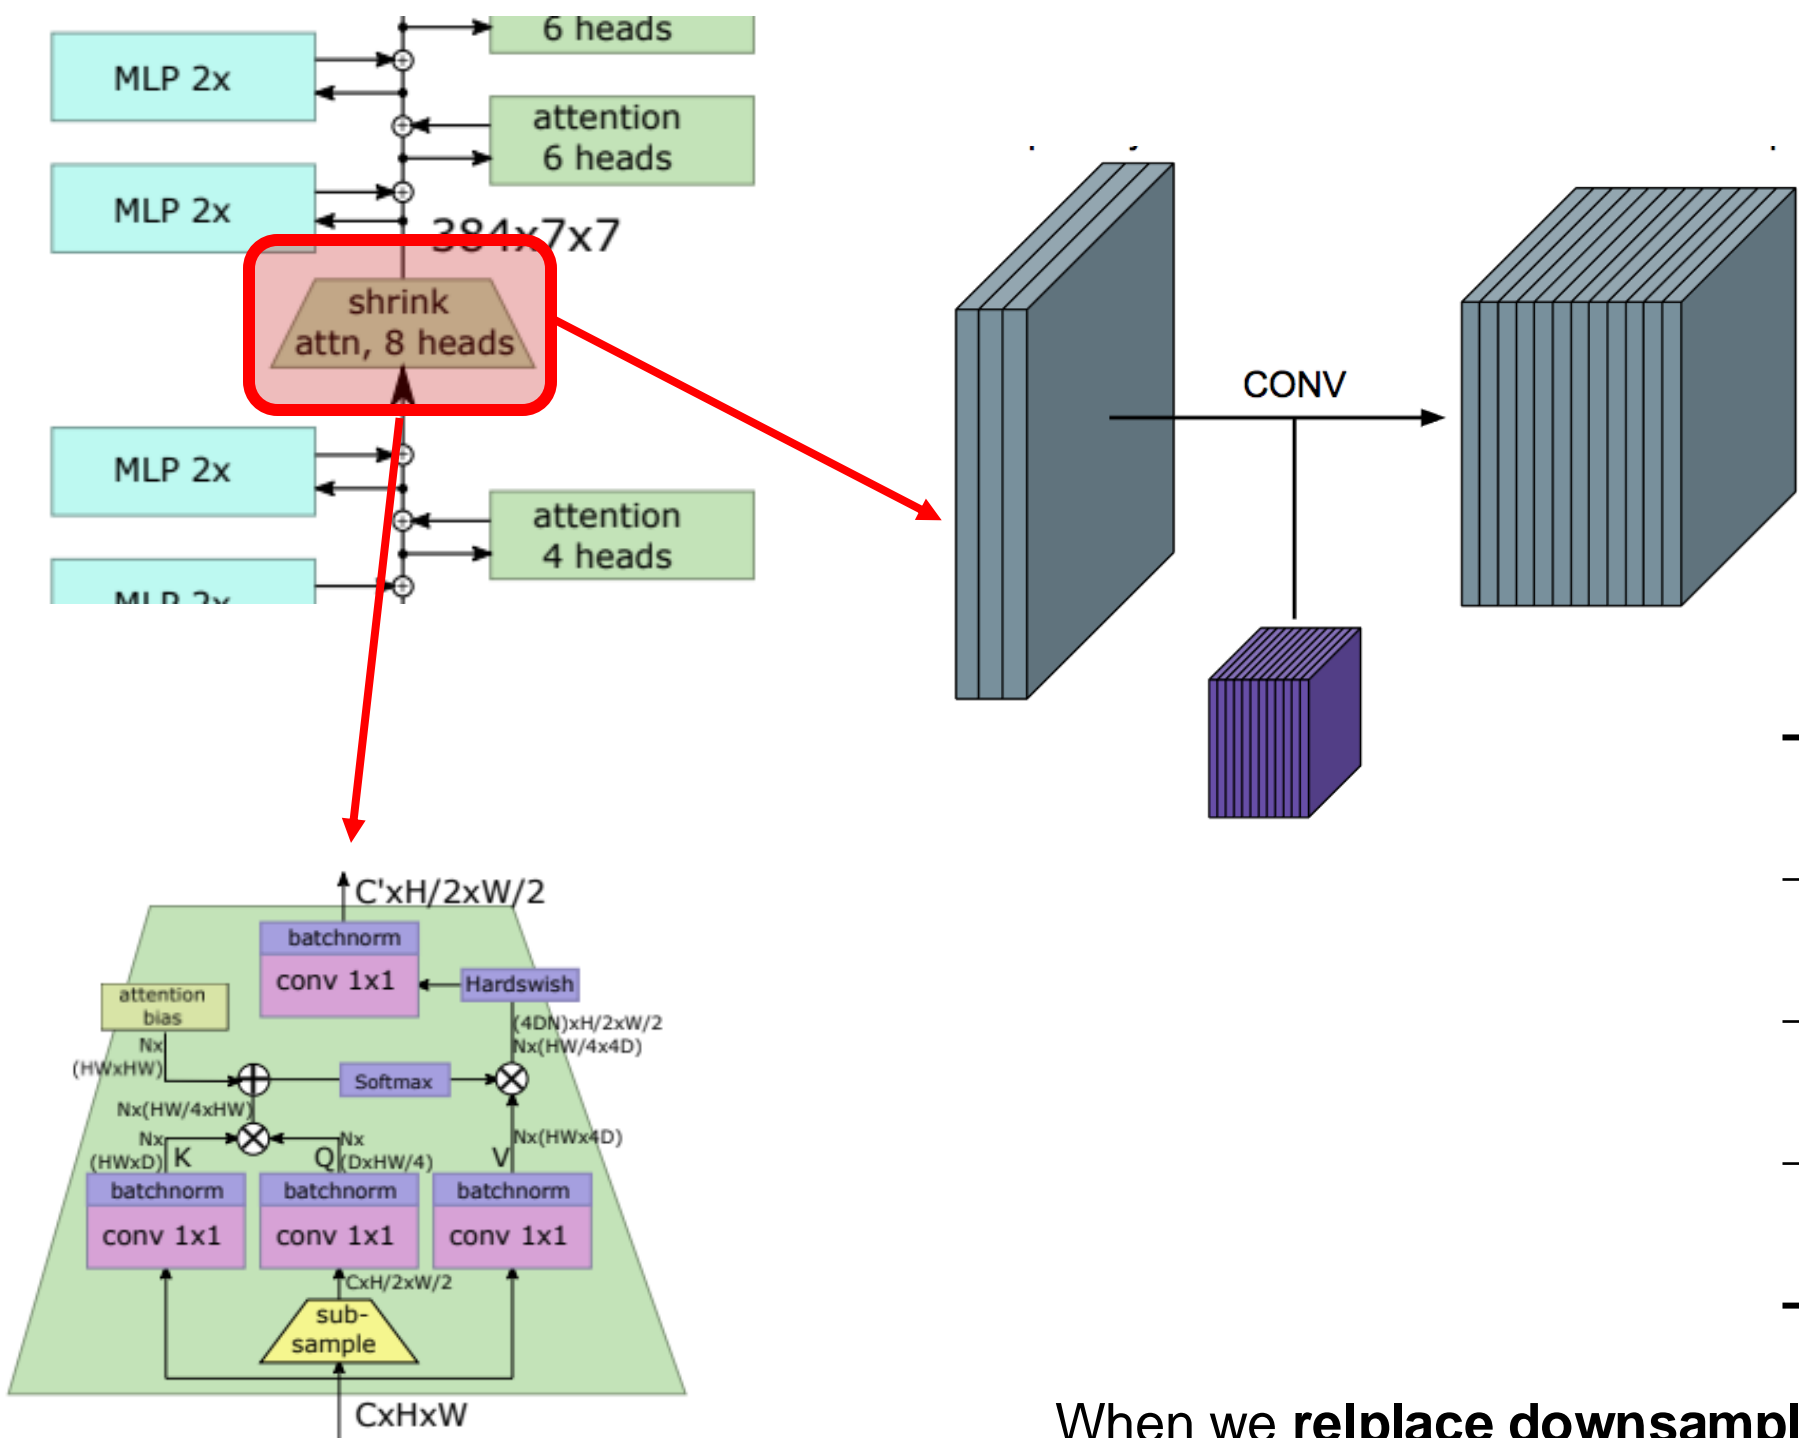 6 heads
MLP 2x
attention
6 heads
MLP 2x
384x7x7
shrink
attn, 8 heads
MLP 2x
attention
4 heads
MLP 2x
CONV
C'xH/2xW/2
batchnorm
conv 1x1
Hardswish
attention
bias
(4DN)xH/2xW/2
Nx(HW/4x4D)
Nx
(HWxHW)
Softmax
Nx(HW/4xHW)
Nx
(HWxD) K
Nx
Q (DxHW/4)
Nx(HWx4D)
V
batchnorm
conv 1x1
batchnorm
conv 1x1
batchnorm
conv 1x1
CxH/2xW/2
sub-
sample
CxHxW
When we relplace downsampl